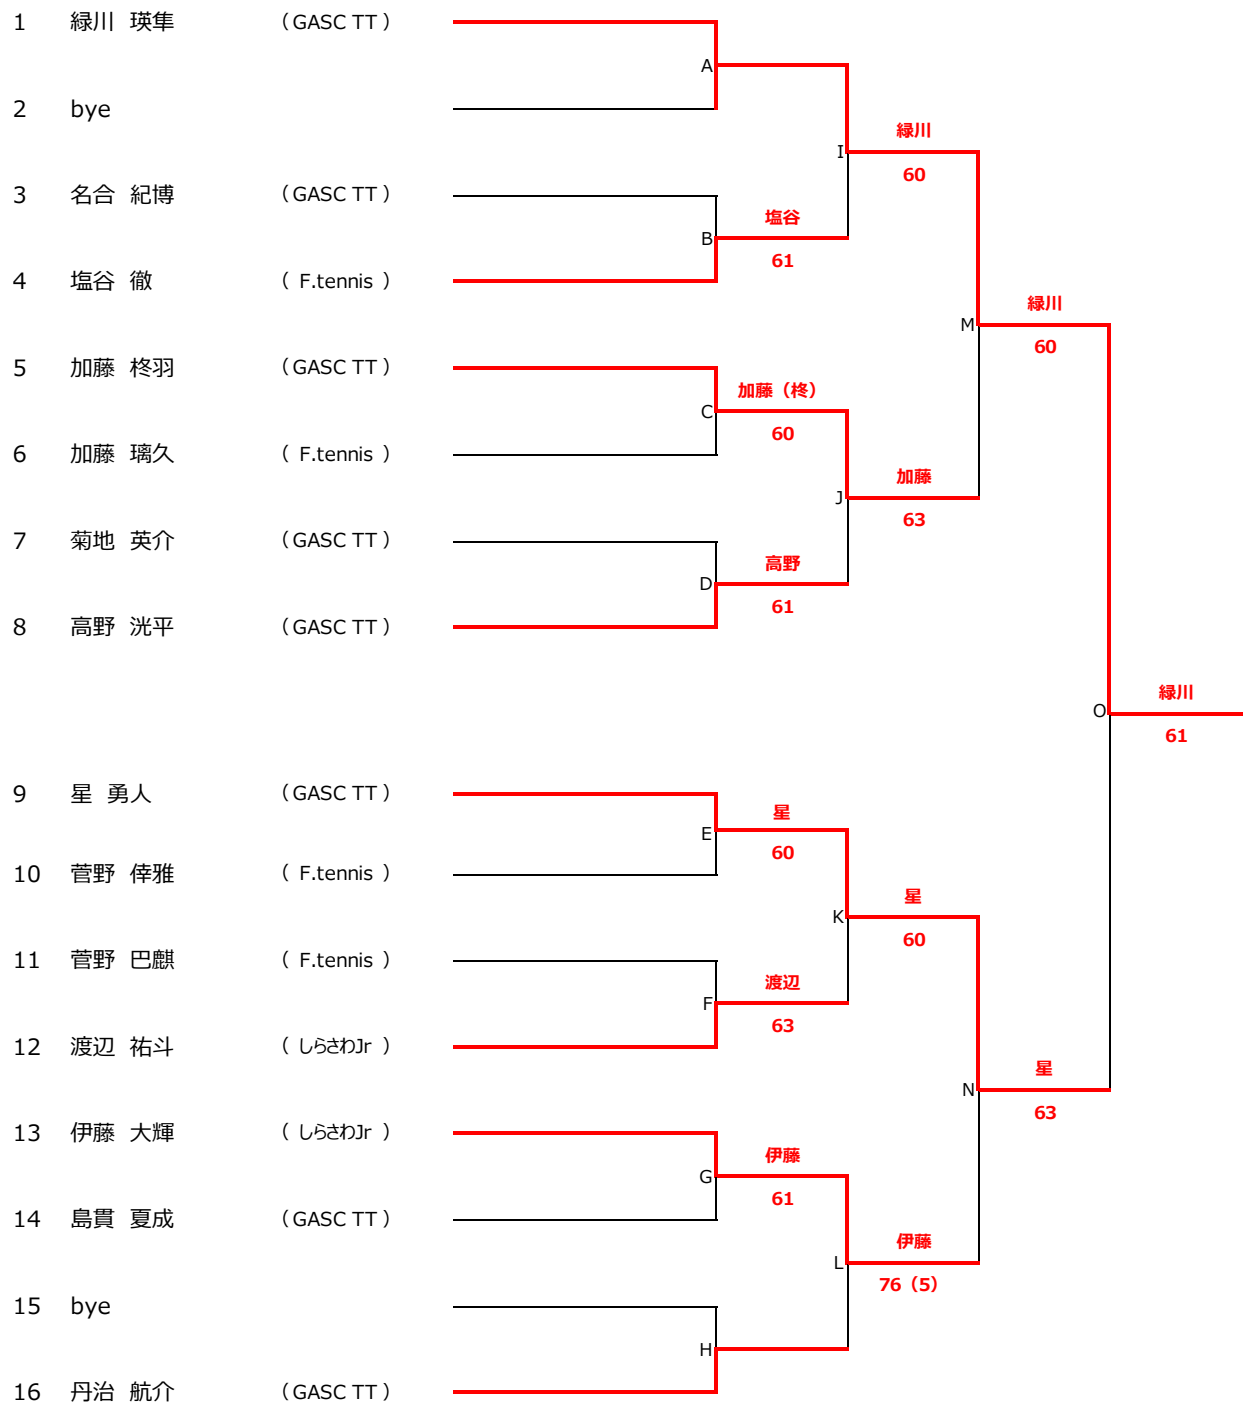 1 緑川 瑛隼 （GASC TT）
A
2 bye
緑川
I
60
3 名合 紀博 （GASC TT）
塩谷
B
61
4 塩谷 徹 （ F.tennis ）
緑川
M
60
5 加藤 柊羽 （GASC TT）
加藤（柊）
C
60
6 加藤 璃久 （ F.tennis ）
加藤
J
63
7 菊地 英介 （GASC TT）
高野
D
61
8 高野 洸平 （GASC TT）
緑川
O
61
9 星 勇人 （GASC TT）
星
E
60
10 菅野 倖雅 （ F.tennis ）
星
K
60
11 菅野 巴麒 （ F.tennis ）
渡辺
F
63
12 渡辺 祐斗 （ しらさわJr ）
星
N
63
13 伊藤 大輝 （ しらさわJr ）
伊藤
G
61
14 島貫 夏成 （GASC TT）
伊藤
L
76（5）
15 bye
H
16 丹治 航介 （GASC TT）